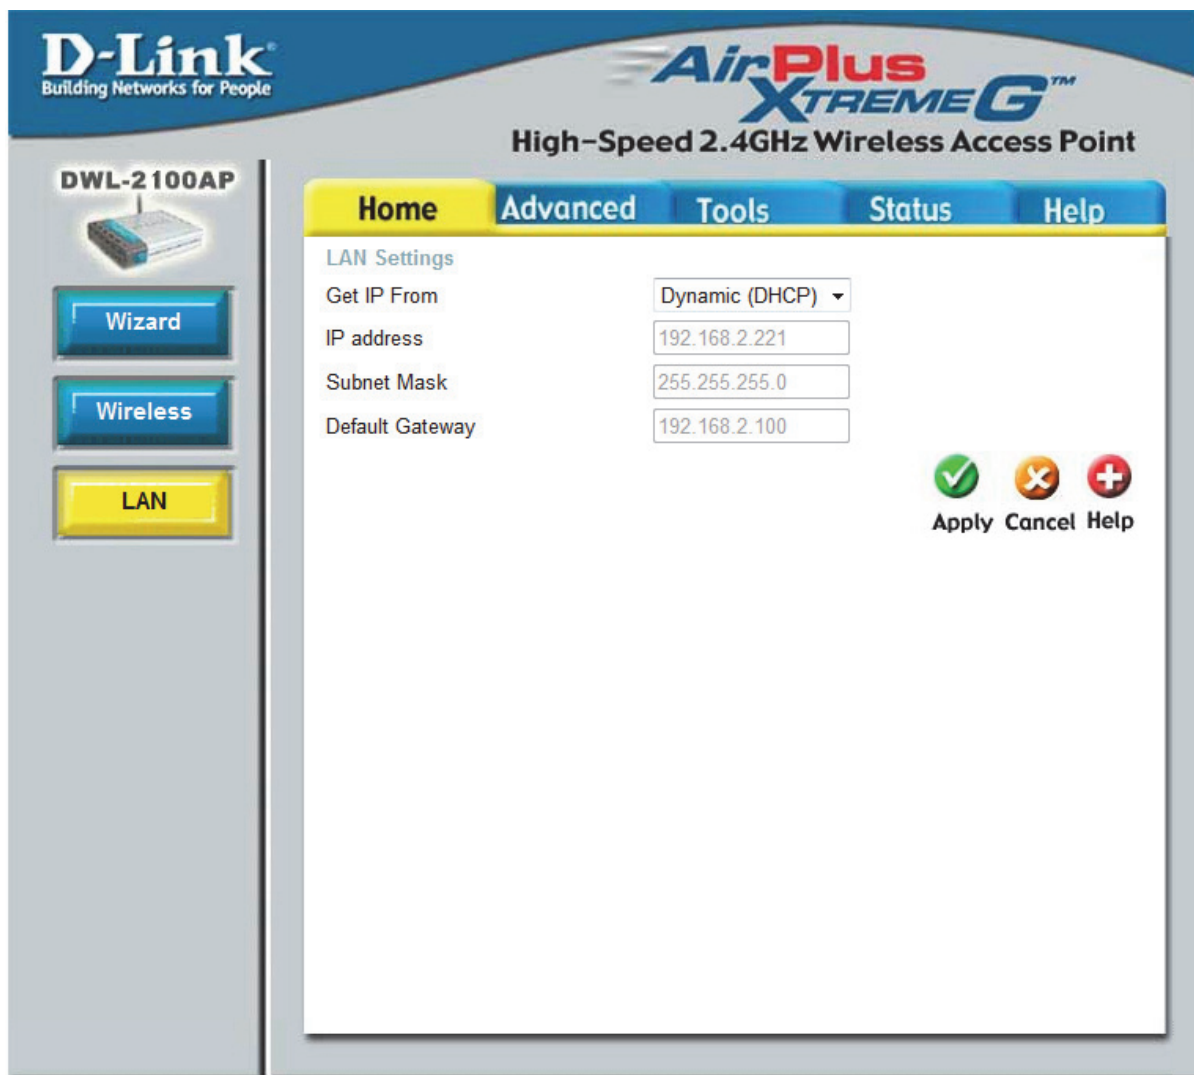 D-Link
Building Networks for People
AirPlus
XTREME G™
High-Speed 2.4GHz Wireless Access Point
DWL-2100AP
Wizard
Wireless
LAN
Home Advanced Tools Status Help
LAN Settings
Get IP From Dynamic (DHCP)
IP address 192.168.2.221
Subnet Mask 255.255.255.0
Default Gateway 192.168.2.100
Apply Cancel Help